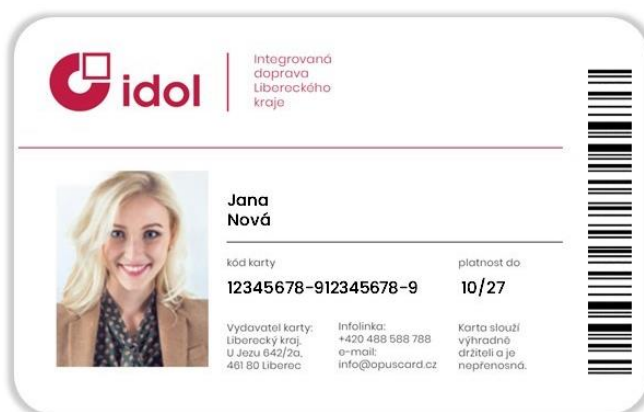 idol
Integrovaná
doprava
Libereckého
kraje
Jana
Nová
kód karty
platnost do
12345678-912345678-9
10/27
Vydavatel karty:
Liberecký kraj,
U Jezu 642/2a,
461 80 Liberec
Infolinka:
+420 488 588 788
e-mail:
info@opuscard.cz
Karta slouží
výhradně
držiteli a je
nepřenosná.